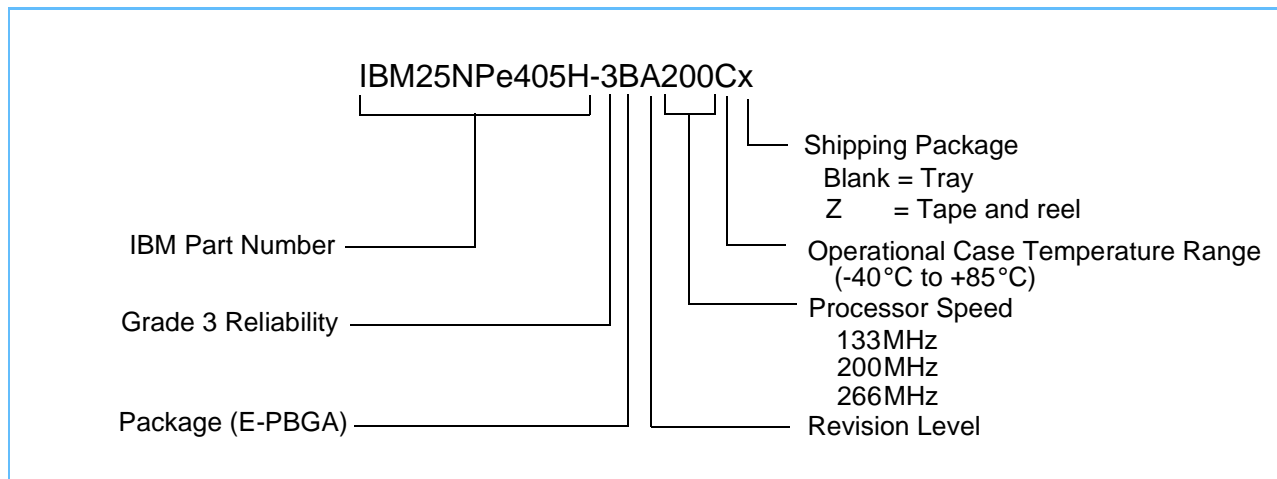 IBM25NPe405H-3BA200Cx
Shipping Package
Blank = Tray
Z = Tape and reel
IBM Part Number
Operational Case Temperature Range
(-40°C to +85°C)
Processor Speed
Grade 3 Reliability
133MHz
200MHz
266MHz
Package (E-PBGA)
Revision Level